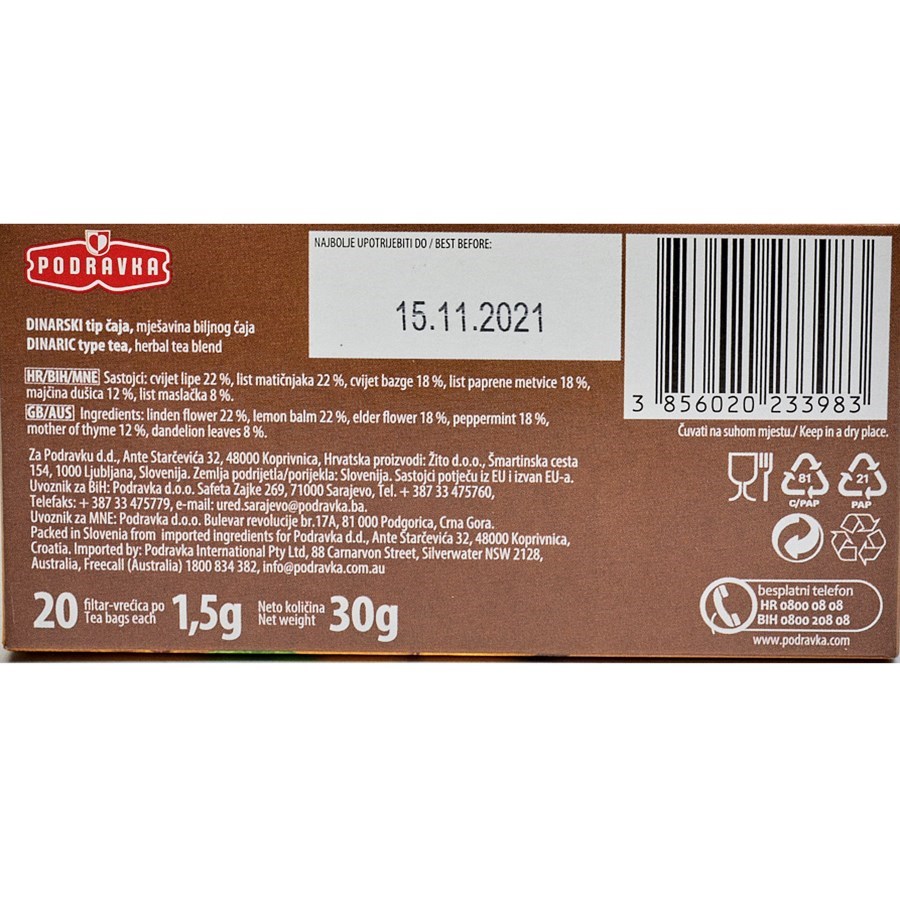 PODRAVKA
DINARSKI tip čaja, mješavina biljnog čaja
DINARIC type tea, herbal tea blend
NAJBOLJE UPOTRIJEBITI DO / BEST BEFORE:
15.11.2021
3 856020 233983
Čuvati na suhom mjestu./ Keep in a dry place.
HR/BIH/MNE Sastojci: cvijet lipe 22 %, list matičnjaka 22 %, cvijet bazge 18 %, list paprene metvice 18 %,
majčina dušica 12 %, list maslačka 8 %.
GB/AUS Ingredients: linden flower 22 %, lemon balm 22 %, elder flower 18 %, peppermint 18 %,
mother of thyme 12 %, dandelion leaves 8 %.
Za Podravku d.d., Ante Starčevića 32, 48000 Koprivnica, Hrvatska proizvodi: Žito d.o.o., Šmartinska cesta
154, 1000 Ljubljana, Slovenija. Zemlja podrijetla/porijekla: Slovenija. Sastojci potječu iz EU i izvan EU-a.
Uvoznik za BiH: Podravka d.o.o. Safeta Zajke 269, 71000 Sarajevo, Tel. + 387 33 475760,
Telefaks: + 387 33 475779, e-mail: ured.sarajevo@podravka.ba.
Uvoznik za MNE: Podravka d.o.o. Bulevar revolucije br.17A, 81 000 Podgorica, Crna Gora.
Packed in Slovenia from imported ingredients for Podravka d.d., Ante Starčevića 32, 48000 Koprivnica,
Croatia. Imported by: Podravka International Pty Ltd, 88 Carnarvon Street, Silverwater NSW 2128,
Australia, Freecall (Australia) 1800 834 382, info@podravka.com.au
81
C/PAP
21
PAP
20 filtar-vrećica po
Tea bags each
1,5g
Neto količina
Net weight
30g
besplatni telefon
HR 0800 08 08
BIH 0800 208 08
www.podravka.com